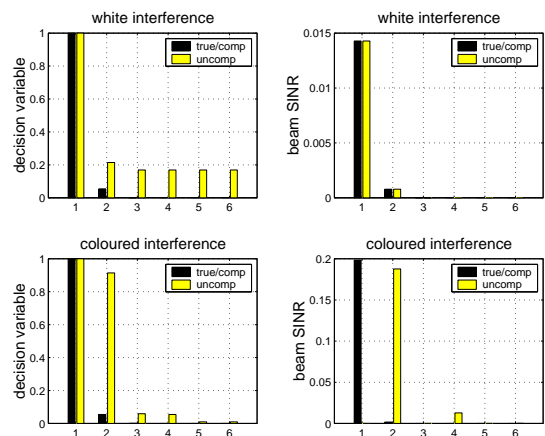 white interference
decision variable
1
0.8
0.6
0.4
0.2
0
true/comp
uncomp
1 2 3 4 5 6
white interference
beam SINR
0.015
0.01
0.005
0
true/comp
uncomp
1 2 3 4 5 6
coloured interference
decision variable
1
0.8
0.6
0.4
0.2
0
true/comp
uncomp
1 2 3 4 5 6
coloured interference
beam SINR
0.2
0.15
0.1
0.05
0
true/comp
uncomp
1 2 3 4 5 6